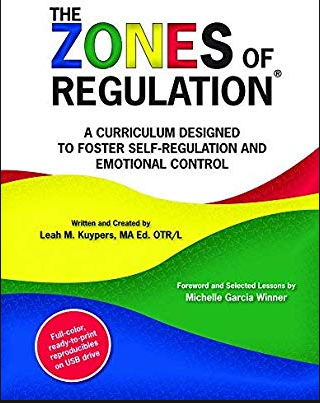 THE
ZONES OF
REGULATION®
A CURRICULUM DESIGNED
TO FOSTER SELF-REGULATION AND
EMOTIONAL CONTROL
Written and Created by
Leah M. Kuypers, MA Ed. OTR/L
Foreword and Selected Lessons by
Michelle Garcia Winner
Full-color,
ready-to-print
reproducibles
on USB drive